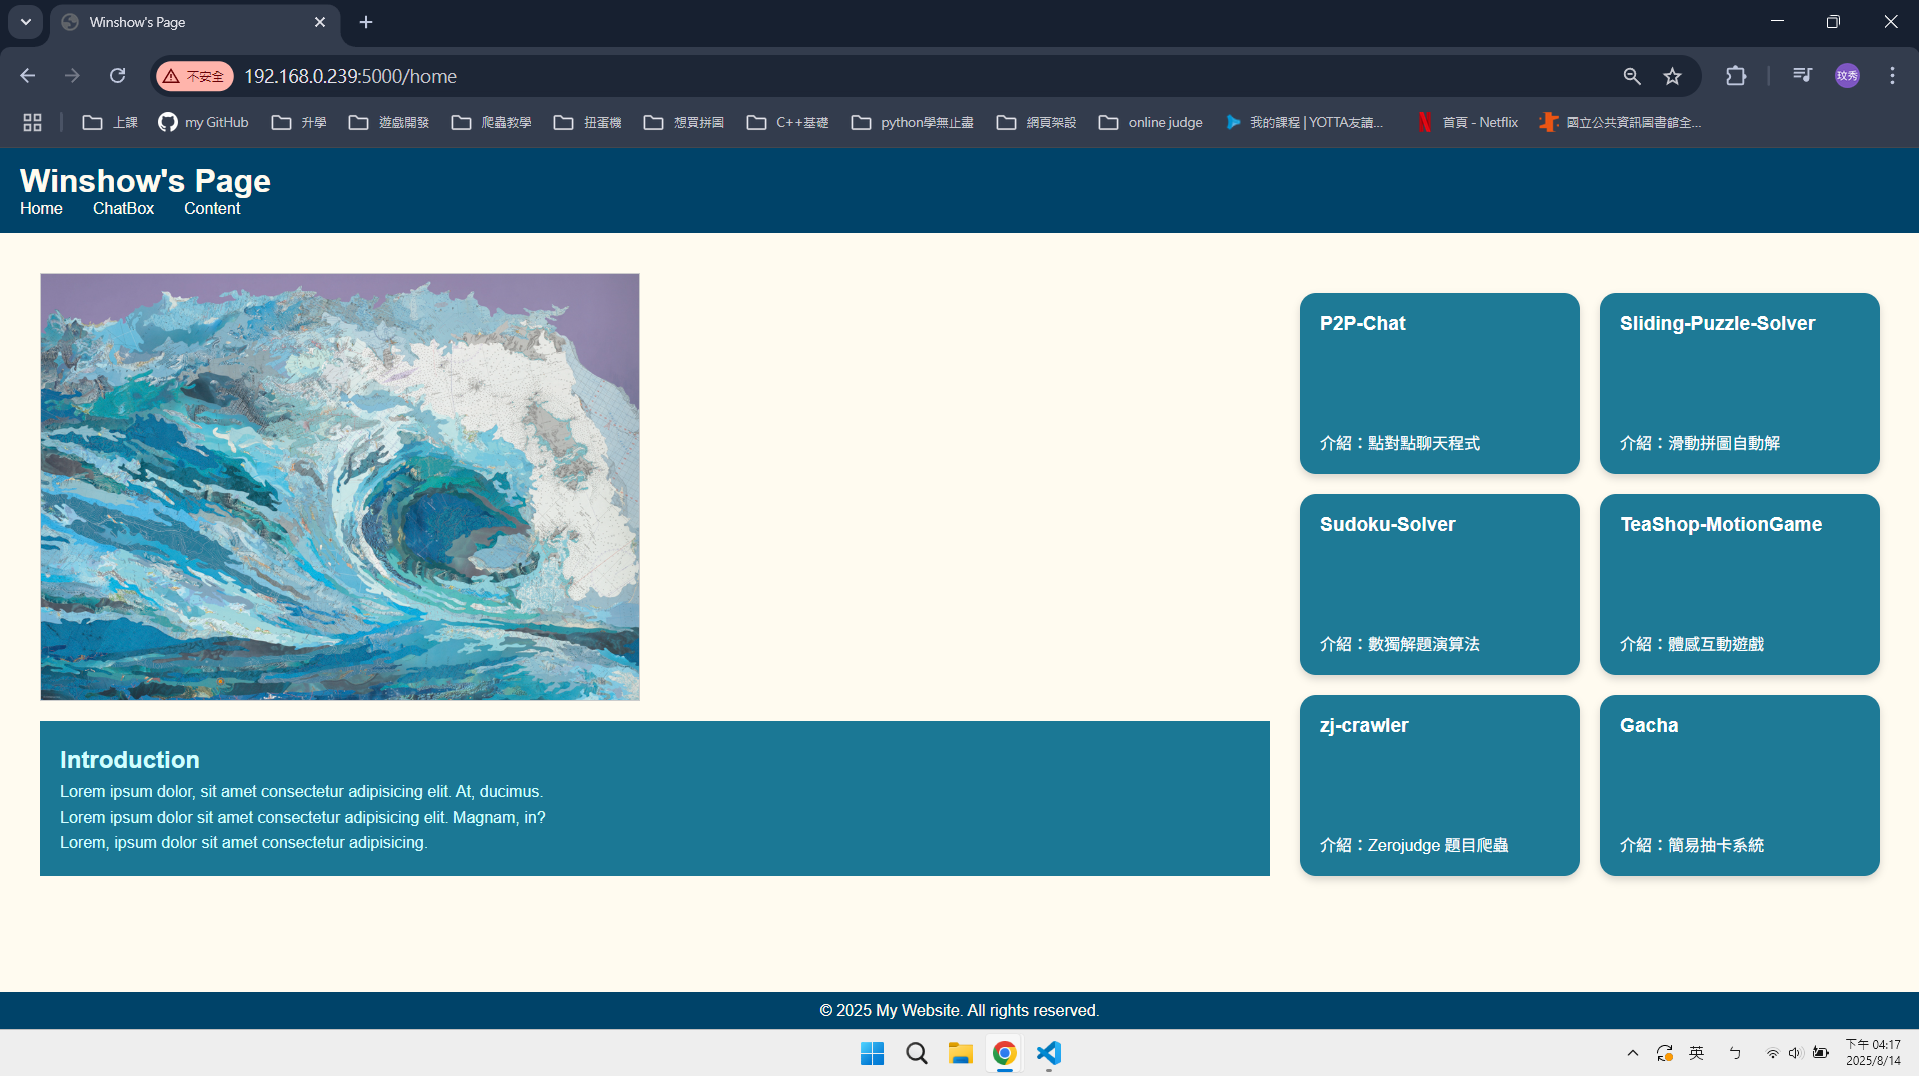 Winshow's Page
不安全
192.168.0.239:5000/home
玟秀
上課
my GitHub
升學
遊戲開發
爬蟲教學
扭蛋機
想買拼圖
C++基礎
python學無止盡
網頁架設
online judge
我的課程 | YOTTA友讀...
首頁 - Netflix
國立公共資訊圖書館全...
Winshow's Page
Home ChatBox Content
P2P-Chat
介紹：點對點聊天程式
Sliding-Puzzle-Solver
介紹：滑動拼圖自動解
Sudoku-Solver
介紹：數獨解題演算法
TeaShop-MotionGame
介紹：體感互動遊戲
zj-crawler
介紹：Zerojudge 題目爬蟲
Gacha
介紹：簡易抽卡系統
Introduction
Lorem ipsum dolor, sit amet consectetur adipisicing elit. At, ducimus.
Lorem ipsum dolor sit amet consectetur adipisicing elit. Magnam, in?
Lorem, ipsum dolor sit amet consectetur adipisicing.
© 2025 My Website. All rights reserved.
英
ㄅ
下午 04:17
2025/8/14